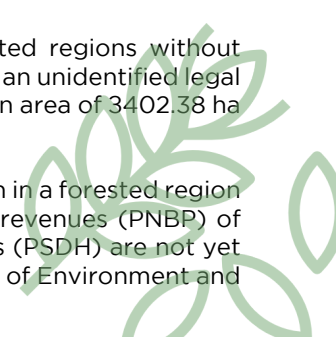 ted regions without
an unidentified legal
n area of 3402.38 ha
n in a forested region
revenues (PNBP) of
s (PSDH) are not yet
of Environment and